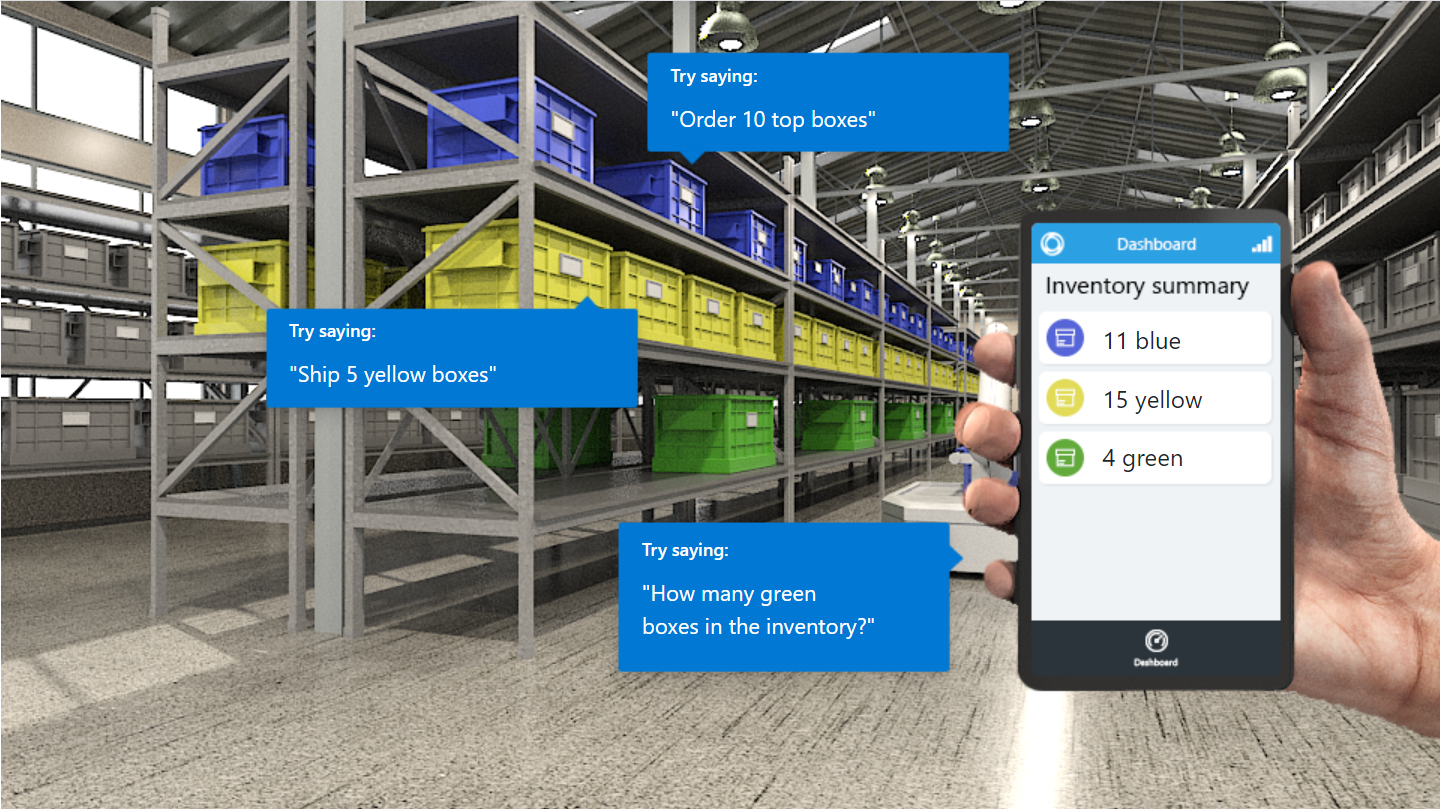 Try saying:
"Order 10 top boxes"
Dashboard
Inventory summary
11 blue
Try saying:
"Ship 5 yellow boxes"
15 yellow
4 green
Try saying:
"How many green
boxes in the inventory?"
Dashboard